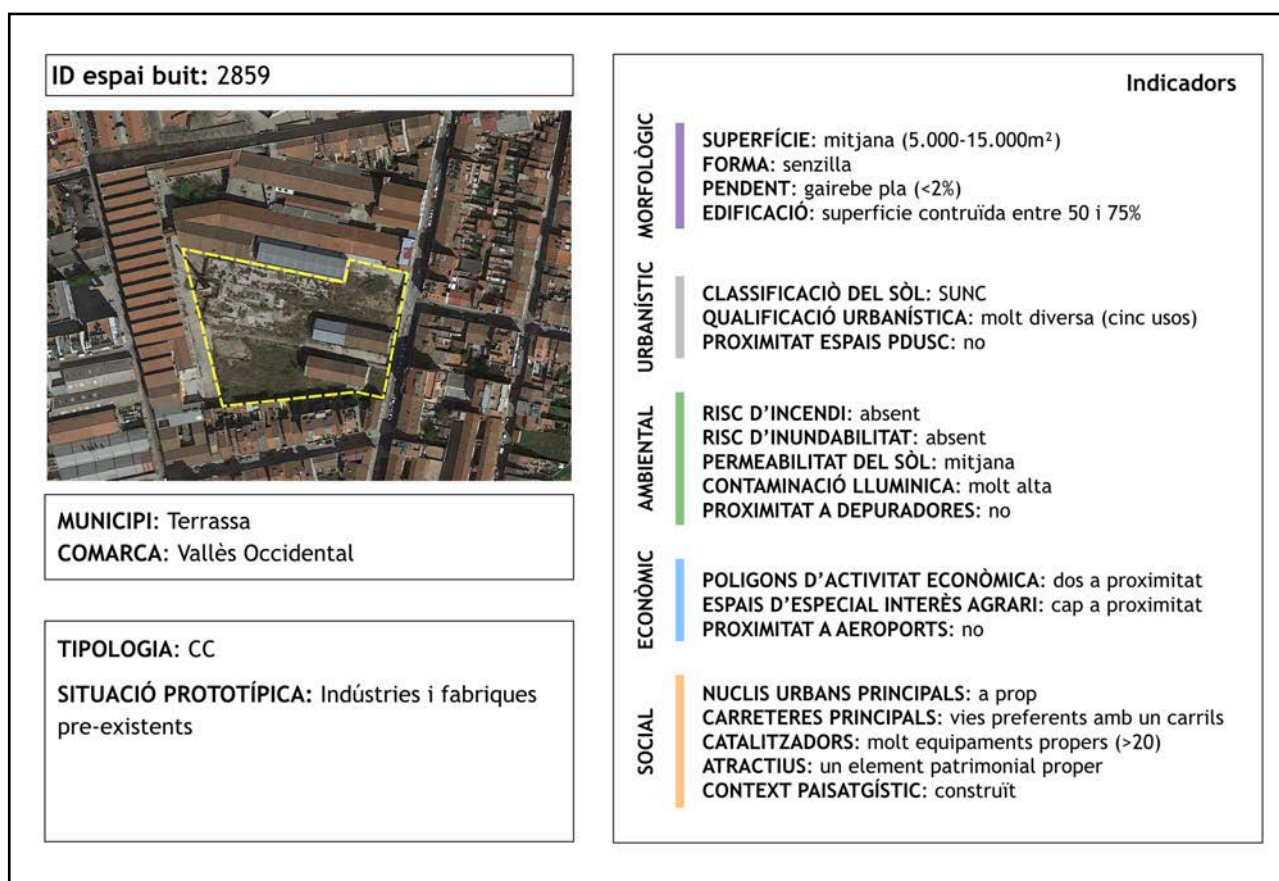 ID espai buit: 2859
MUNICIPI: Terrassa
COMARCA: Vallès Occidental
TIPOLOGIA: CC
SITUACIÓ PROTOTÍPICA: Indústries i fabriques
pre-existents
Indicadors
MORFOLÒGIC
SUPERFÍCIE: mitjana (5.000-15.000m²)
FORMA: senzilla
PENDENT: gairebe pla (<2%)
EDIFICACIÓ: superficie contruïda entre 50 i 75%
URBANÍSTIC
CLASSIFICACIÒ DEL SÒL: SUNC
QUALIFICACIÓ URBANÍSTICA: molt diversa (cinc usos)
PROXIMITAT ESPAIS PDUSC: no
AMBIENTAL
RISC D'INCENDI: absent
RISC D'INUNDABILITAT: absent
PERMEABILITAT DEL SÒL: mitjana
CONTAMINACIÓ LLUMINICA: molt alta
PROXIMITAT A DEPURADORES: no
ECONÒMIC
POLIGONS D'ACTIVITAT ECONÒMICA: dos a proximitat
ESPAIS D'ESPECIAL INTERÈS AGRARI: cap a proximitat
PROXIMITAT A AEROPORTS: no
SOCIAL
NUCLIS URBANS PRINCIPALS: a prop
CARRETERES PRINCIPALS: vies preferents amb un carrils
CATALITZADORS: molt equipaments propers (>20)
ATRACTIUS: un element patrimonial proper
CONTEXT PAISATGÍSTIC: construït